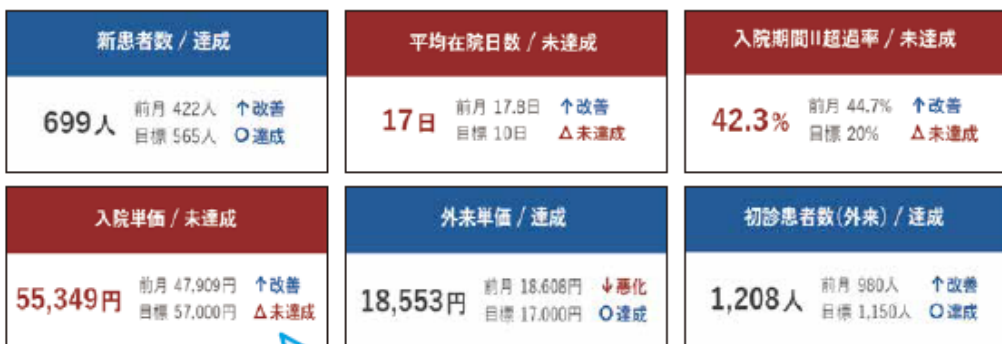 新患者数 / 達成
699人
前月 422人 ↑改善
目標 565人 ○達成
平均在院日数 / 未達成
17日
前月 17.8日 ↑改善
目標 10日 △未達成
入院期間II超過率 / 未達成
42.3%
前月 44.7% ↑改善
目標 20% △未達成
入院単価 / 未達成
55,349円
前月 47,909円 ↑改善
目標 57,000円 △未達成
外来単価 / 達成
18,553円
前月 18.608円 ↓悪化
目標 17.000円 ○達成
初診患者数(外来) / 達成
1,208人
前月 980人 ↑改善
目標 1,150人 ○達成